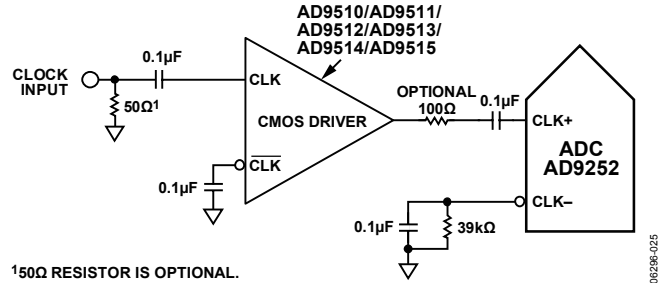 AD9510/AD9511/
AD9512/AD9513/
AD9514/AD9515
CLOCK
INPUT
0.1µF
50Ω1
CLK
CMOS DRIVER
CLK
0.1µF
OPTIONAL
100Ω
0.1µF
CLK+
ADC
AD9252
CLK–
0.1µF
39kΩ
150Ω RESISTOR IS OPTIONAL.
06296-025